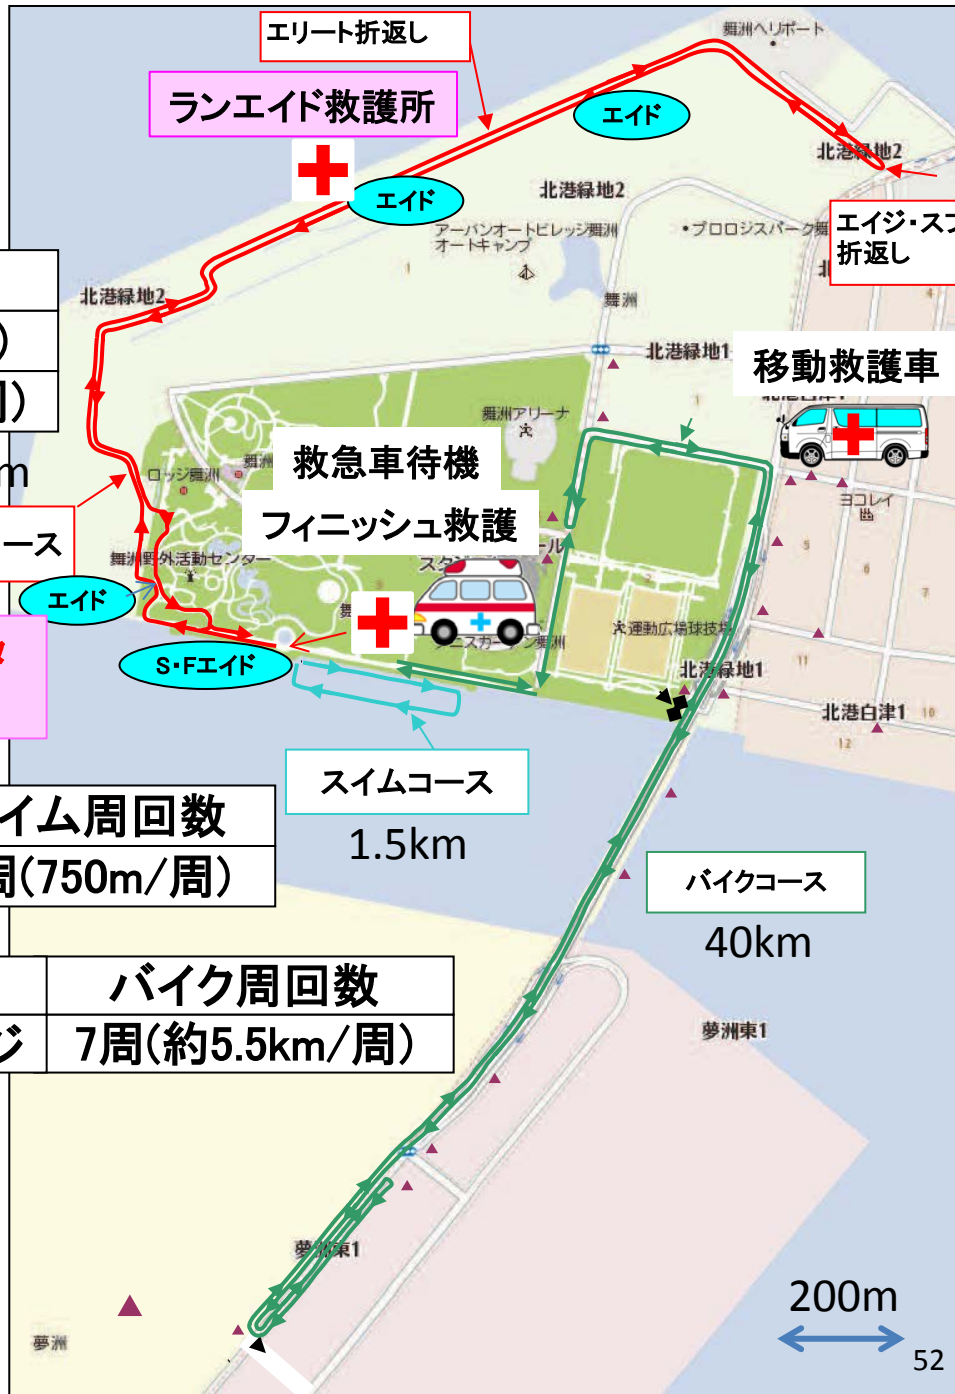 エリート折返し
舞洲ヘリポート
ランエイド救護所
エイド
北港緑地2
エイド
北港緑地2
アーバンオートビレッジ舞洲
オートキャンプ
プロロジスパーク舞
エイジ・スプ
折返し
北港緑地2
舞洲
)
北港緑地1
移動救護車
周)
m
舞洲アリーナ
救急車待機
フィニッシュ救護
ロッジ舞洲
ヨコレイ
ース
舞洲野外活動センター
エイド
運動広場球技場
S・Fエイド
テニスガーデン舞洲
北港緑地1
北港白津1
スイムコース
1.5km
イム周回数
周(750m/周)
バイクコース
40km
バイク周回数
ジ
7周(約5.5km/周)
夢洲東1
夢洲東1
夢洲
200m
52